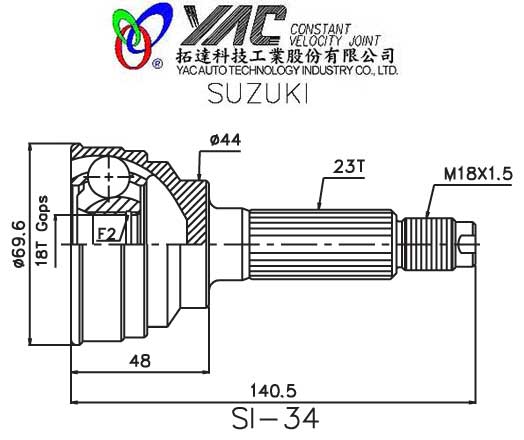 YAC CONSTANT
VELOCITY JOINT
®
拓達科技工業股份有限公司
YAC AUTO TECHNOLOGY INDUSTRY CO., LTD.
SUZUKI
ø44
23T
M18X1.5
ø69.6
18T Gaps
F2
48
140.5
SI-34